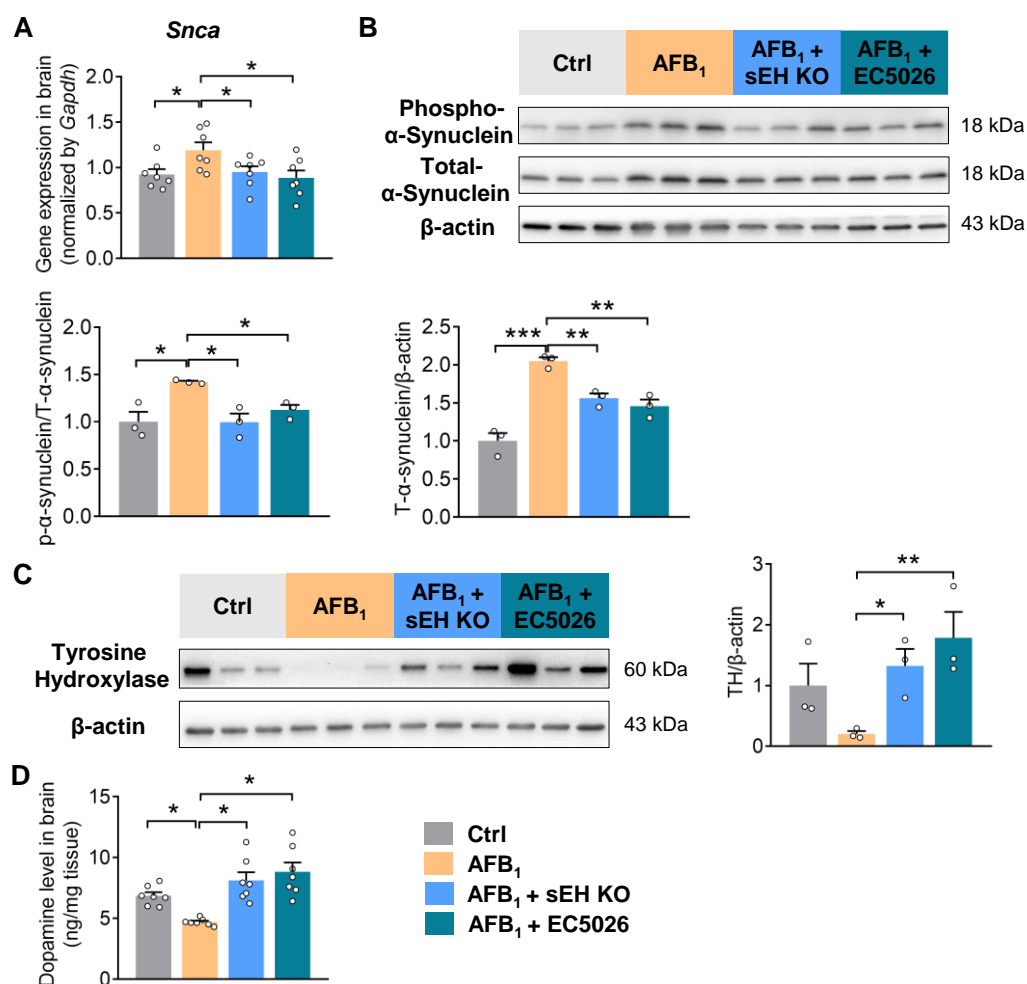 A
Snca
Gene expression in brain
(normalized by Gapdh)
2.0
1.5
1.0
0.5
0.0
*
*
*
B
Ctrl
AFB₁
AFB₁ +
sEH KO
AFB₁ +
EC5026
Phospho-
α-Synuclein
18 kDa
Total-
α-Synuclein
18 kDa
β-actin
43 kDa
p-α-synuclein/T-α-synuclein
2.0
1.5
1.0
0.5
0.0
*
*
*
T-α-synuclein/β-actin
2.5
2.0
1.5
1.0
0.5
0.0
***
**
**
C
Ctrl
AFB₁
AFB₁ +
sEH KO
AFB₁ +
EC5026
Tyrosine
Hydroxylase
60 kDa
β-actin
43 kDa
TH/β-actin
3
2
1
0
*
**
D
Dopamine level in brain
(ng/mg tissue)
15
10
5
0
*
*
*
Ctrl
AFB₁
AFB₁ + sEH KO
AFB₁ + EC5026